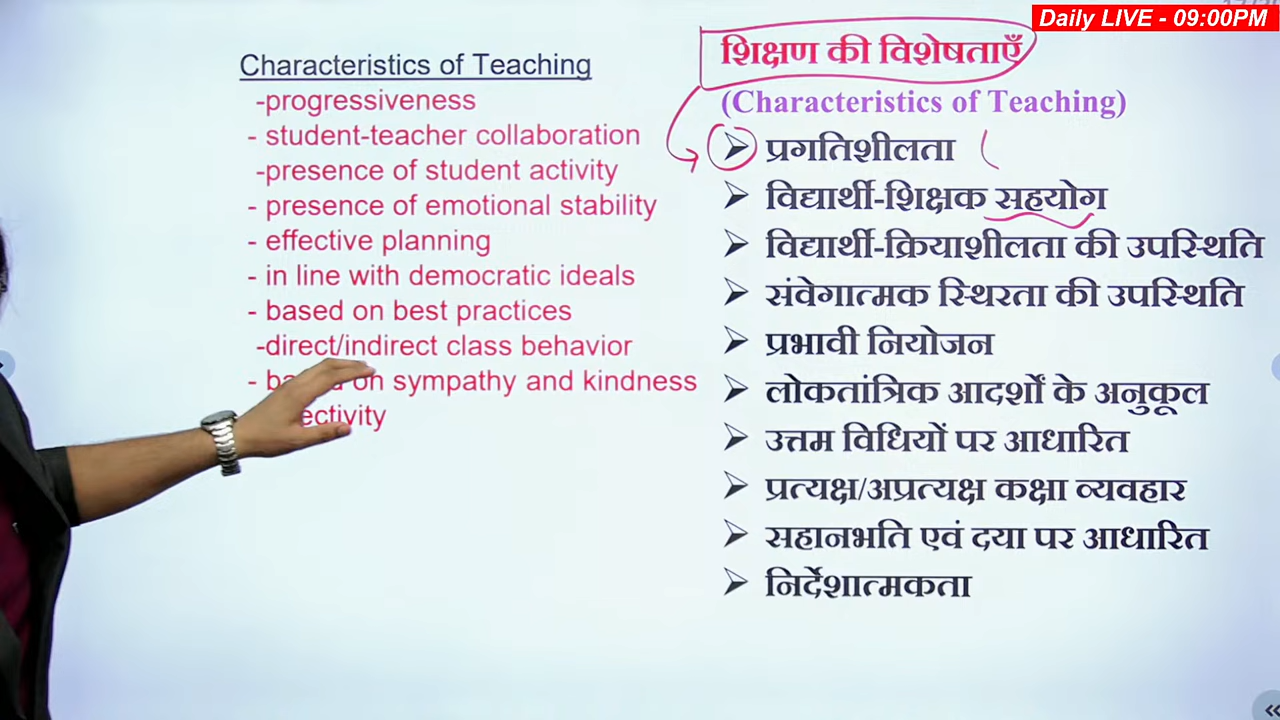 Daily LIVE - 09:00PM
Characteristics of Teaching
-progressiveness
- student-teacher collaboration
-presence of student activity
- presence of emotional stability
- effective planning
- in line with democratic ideals
- based on best practices
-direct/indirect class behavior
- on sympathy and kindness
शिक्षण की विशेषताएँ
(Characteristics of Teaching)
➢ प्रगतिशीलता
➢ विद्यार्थी-शिक्षक सहयोग
➢ विद्यार्थी-क्रियाशीलता की उपस्थिति
➢ संवेगात्मक स्थिरता की उपस्थिति
➢ प्रभावी नियोजन
➢ लोकतांत्रिक आदर्शों के अनुकूल
➢ उत्तम विधियों पर आधारित
➢ प्रत्यक्ष/अप्रत्यक्ष कक्षा व्यवहार
➢ सहानभति एवं दया पर आधारित
➢ निर्देशात्मकता